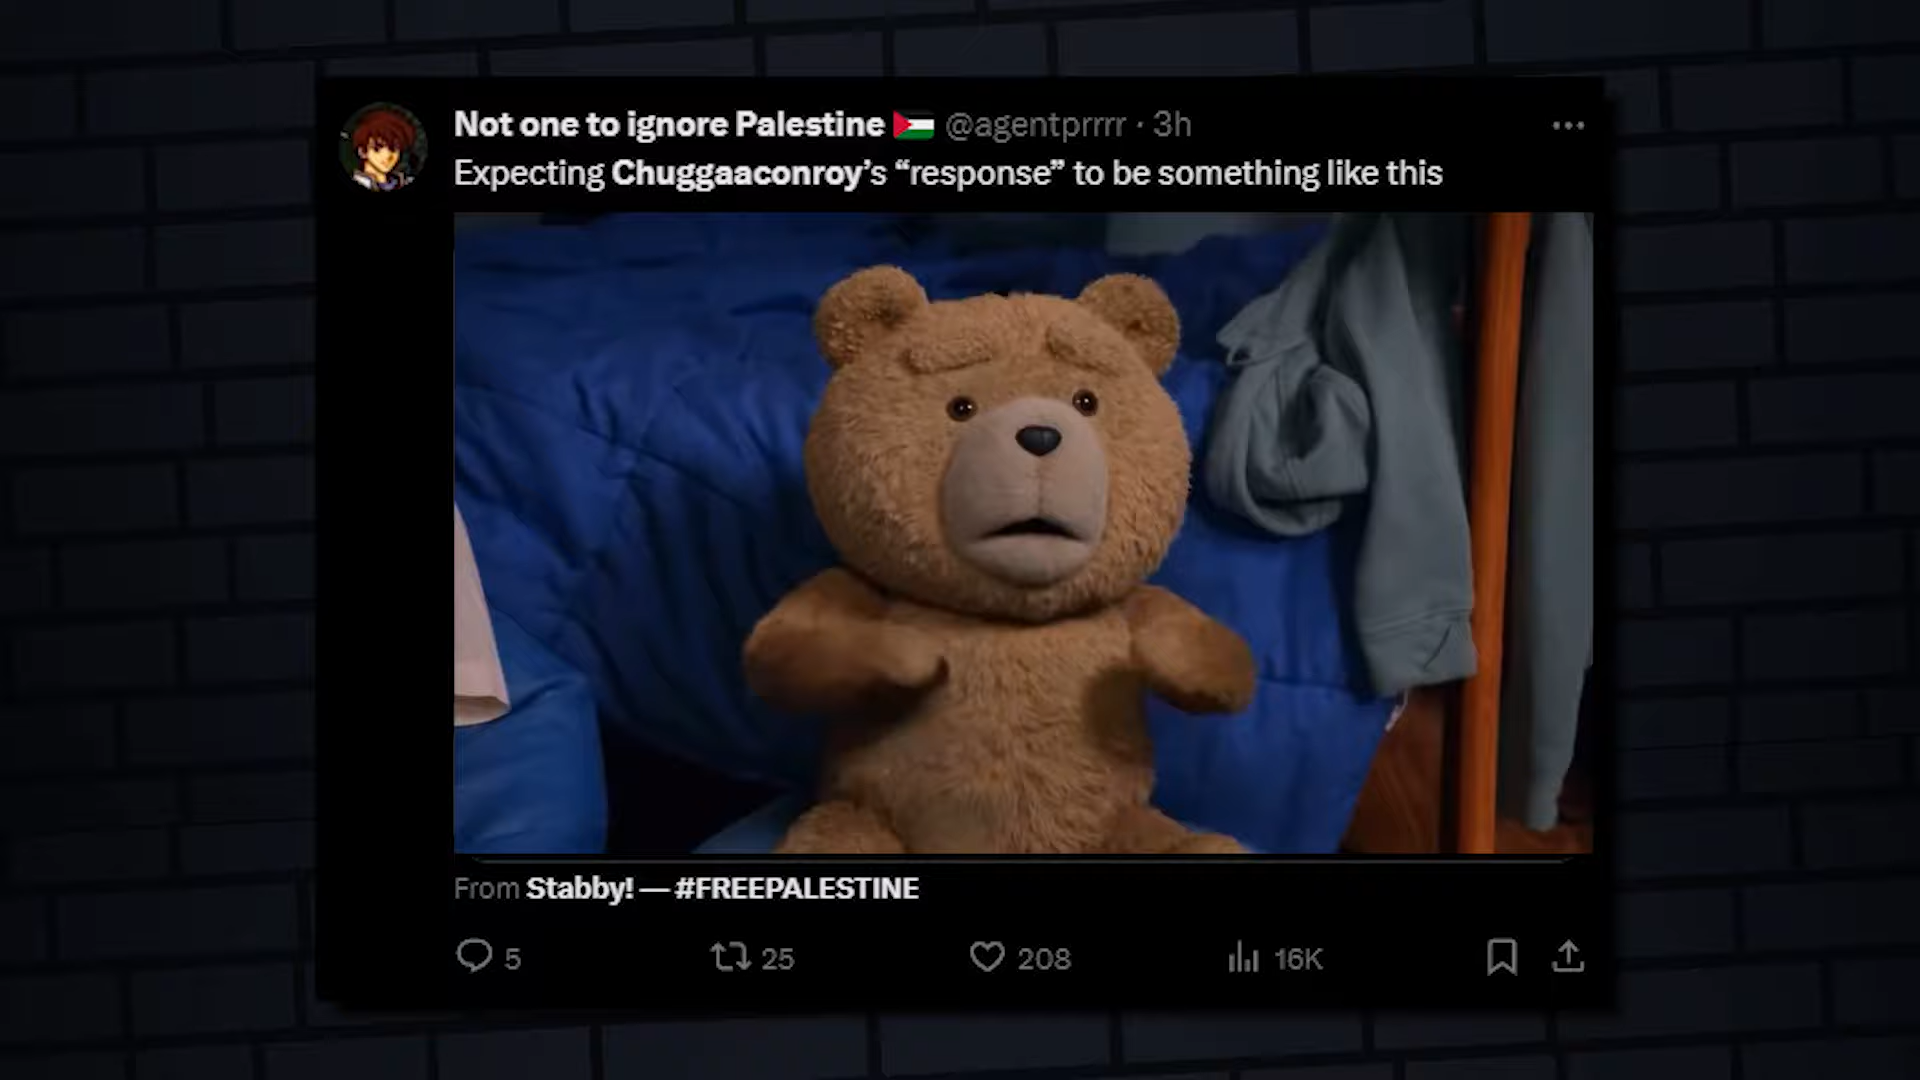 Not one to ignore Palestine 🇵🇸 @agentprrrr · 3h
Expecting Chuggaaconroy’s “response” to be something like this
From Stabby! — #FREEPALESTINE
5 25 208 16K